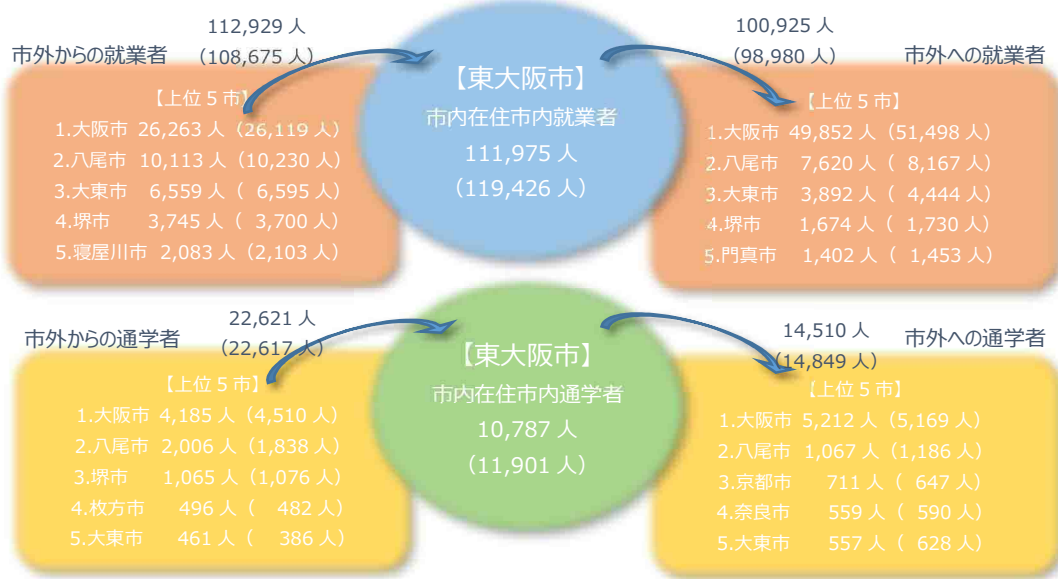 112,929 人
(108,675 人)
市外からの就業者
【上位 5 市】
1.大阪市 26,263 人（26,119 人）
2.八尾市 10,113 人（10,230 人）
3.大東市 6,559 人（ 6,595 人）
4.堺市 3,745 人（ 3,700 人）
5.寝屋川市 2,083 人（2,103 人）
【東大阪市】
市内在住市内就業者
111,975 人
(119,426 人)
100,925 人
(98,980 人)
市外への就業者
【上位 5 市】
1.大阪市 49,852 人（51,498 人）
2.八尾市 7,620 人（ 8,167 人）
3.大東市 3,892 人（ 4,444 人）
4.堺市 1,674 人（ 1,730 人）
5.門真市 1,402 人（ 1,453 人）
22,621 人
(22,617 人)
市外からの通学者
【上位 5 市】
1.大阪市 4,185 人（4,510 人）
2.八尾市 2,006 人（1,838 人）
3.堺市 1,065 人（1,076 人）
4.枚方市 496 人（ 482 人）
5.大東市 461 人（ 386 人）
【東大阪市】
市内在住市内通学者
10,787 人
(11,901 人)
14,510 人
(14,849 人)
市外への通学者
【上位 5 市】
1.大阪市 5,212 人（5,169 人）
2.八尾市 1,067 人（1,186 人）
3.京都市 711 人（ 647 人）
4.奈良市 559 人（ 590 人）
5.大東市 557 人（ 628 人）